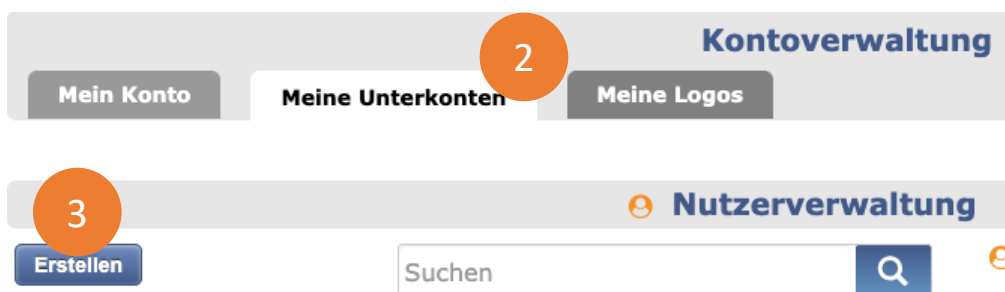 Kontoverwaltung
2
Mein Konto Meine Unterkonten Meine Logos
3
Nutzerverwaltung
Erstellen Suchen